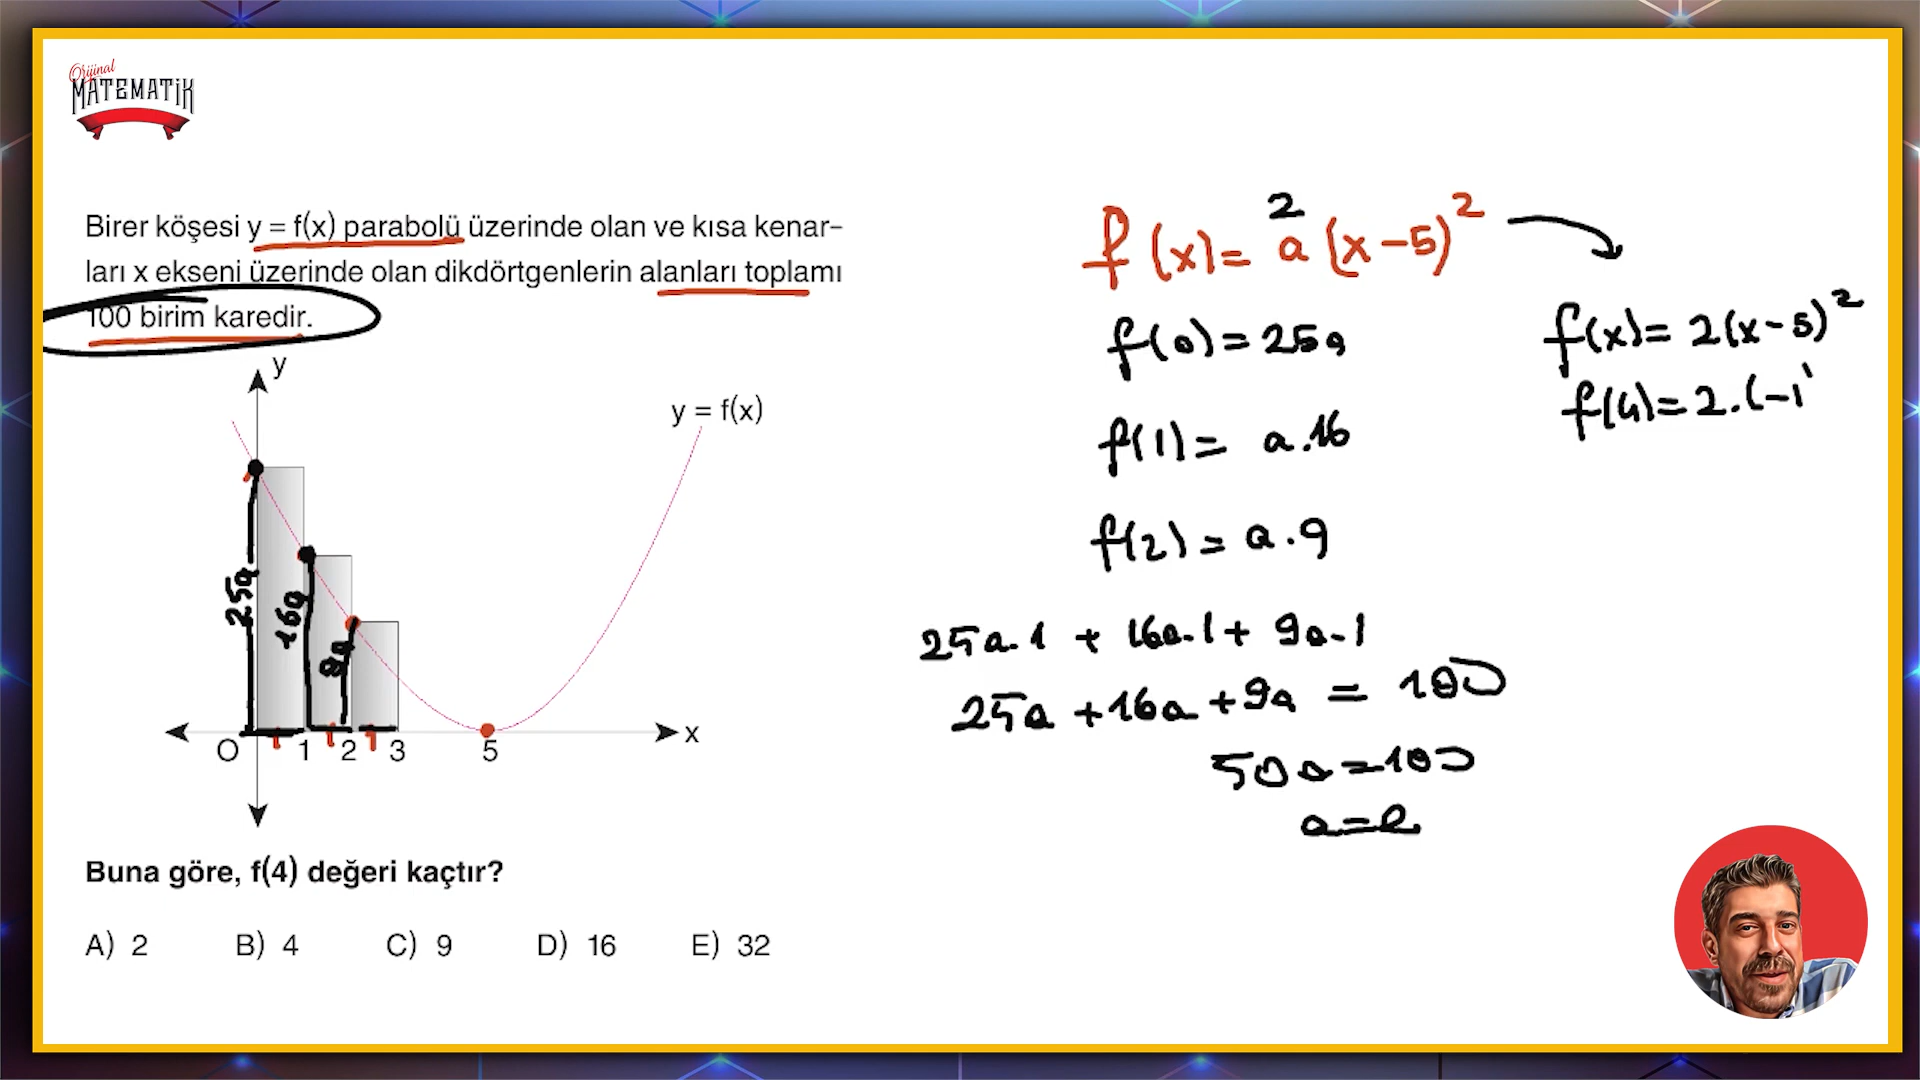 Orijinal
MATEMATİK
Birer köşesi y = f(x) parabolü üzerinde olan ve kısa kenar-
ları x ekseni üzerinde olan dikdörtgenlerin alanları toplamı
100 birim karedir.
y
y = f(x)
25a
16a
9a
1 1 1
O 1 2 3 5 x
Buna göre, f(4) değeri kaçtır?
A) 2 B) 4 C) 9 D) 16 E) 32
2
f(x)= a(x-5)²
f(0)=25a
f(1)= a.16
f(2)= a.9
25a.1 + 16a.1 + 9a.1
25a+16a+9a = 100
50a=100
a=2
f(x)= 2(x-5)²
f(4)=2.(-1)